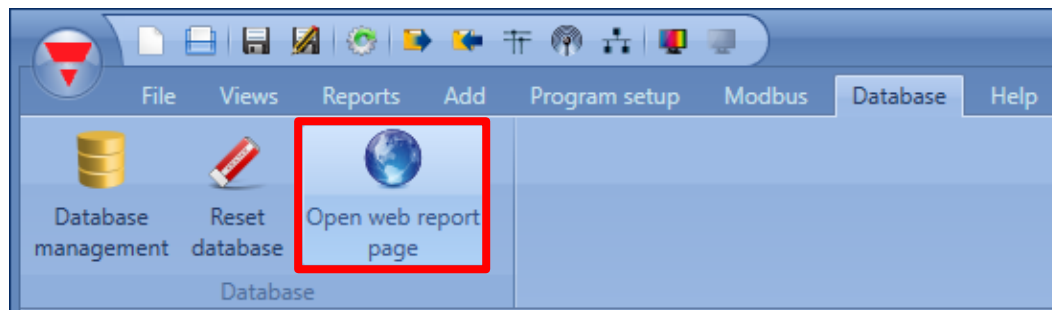 File Views Reports Add Program setup Modbus Database Help
Database management
Reset database
Open web report page
Database